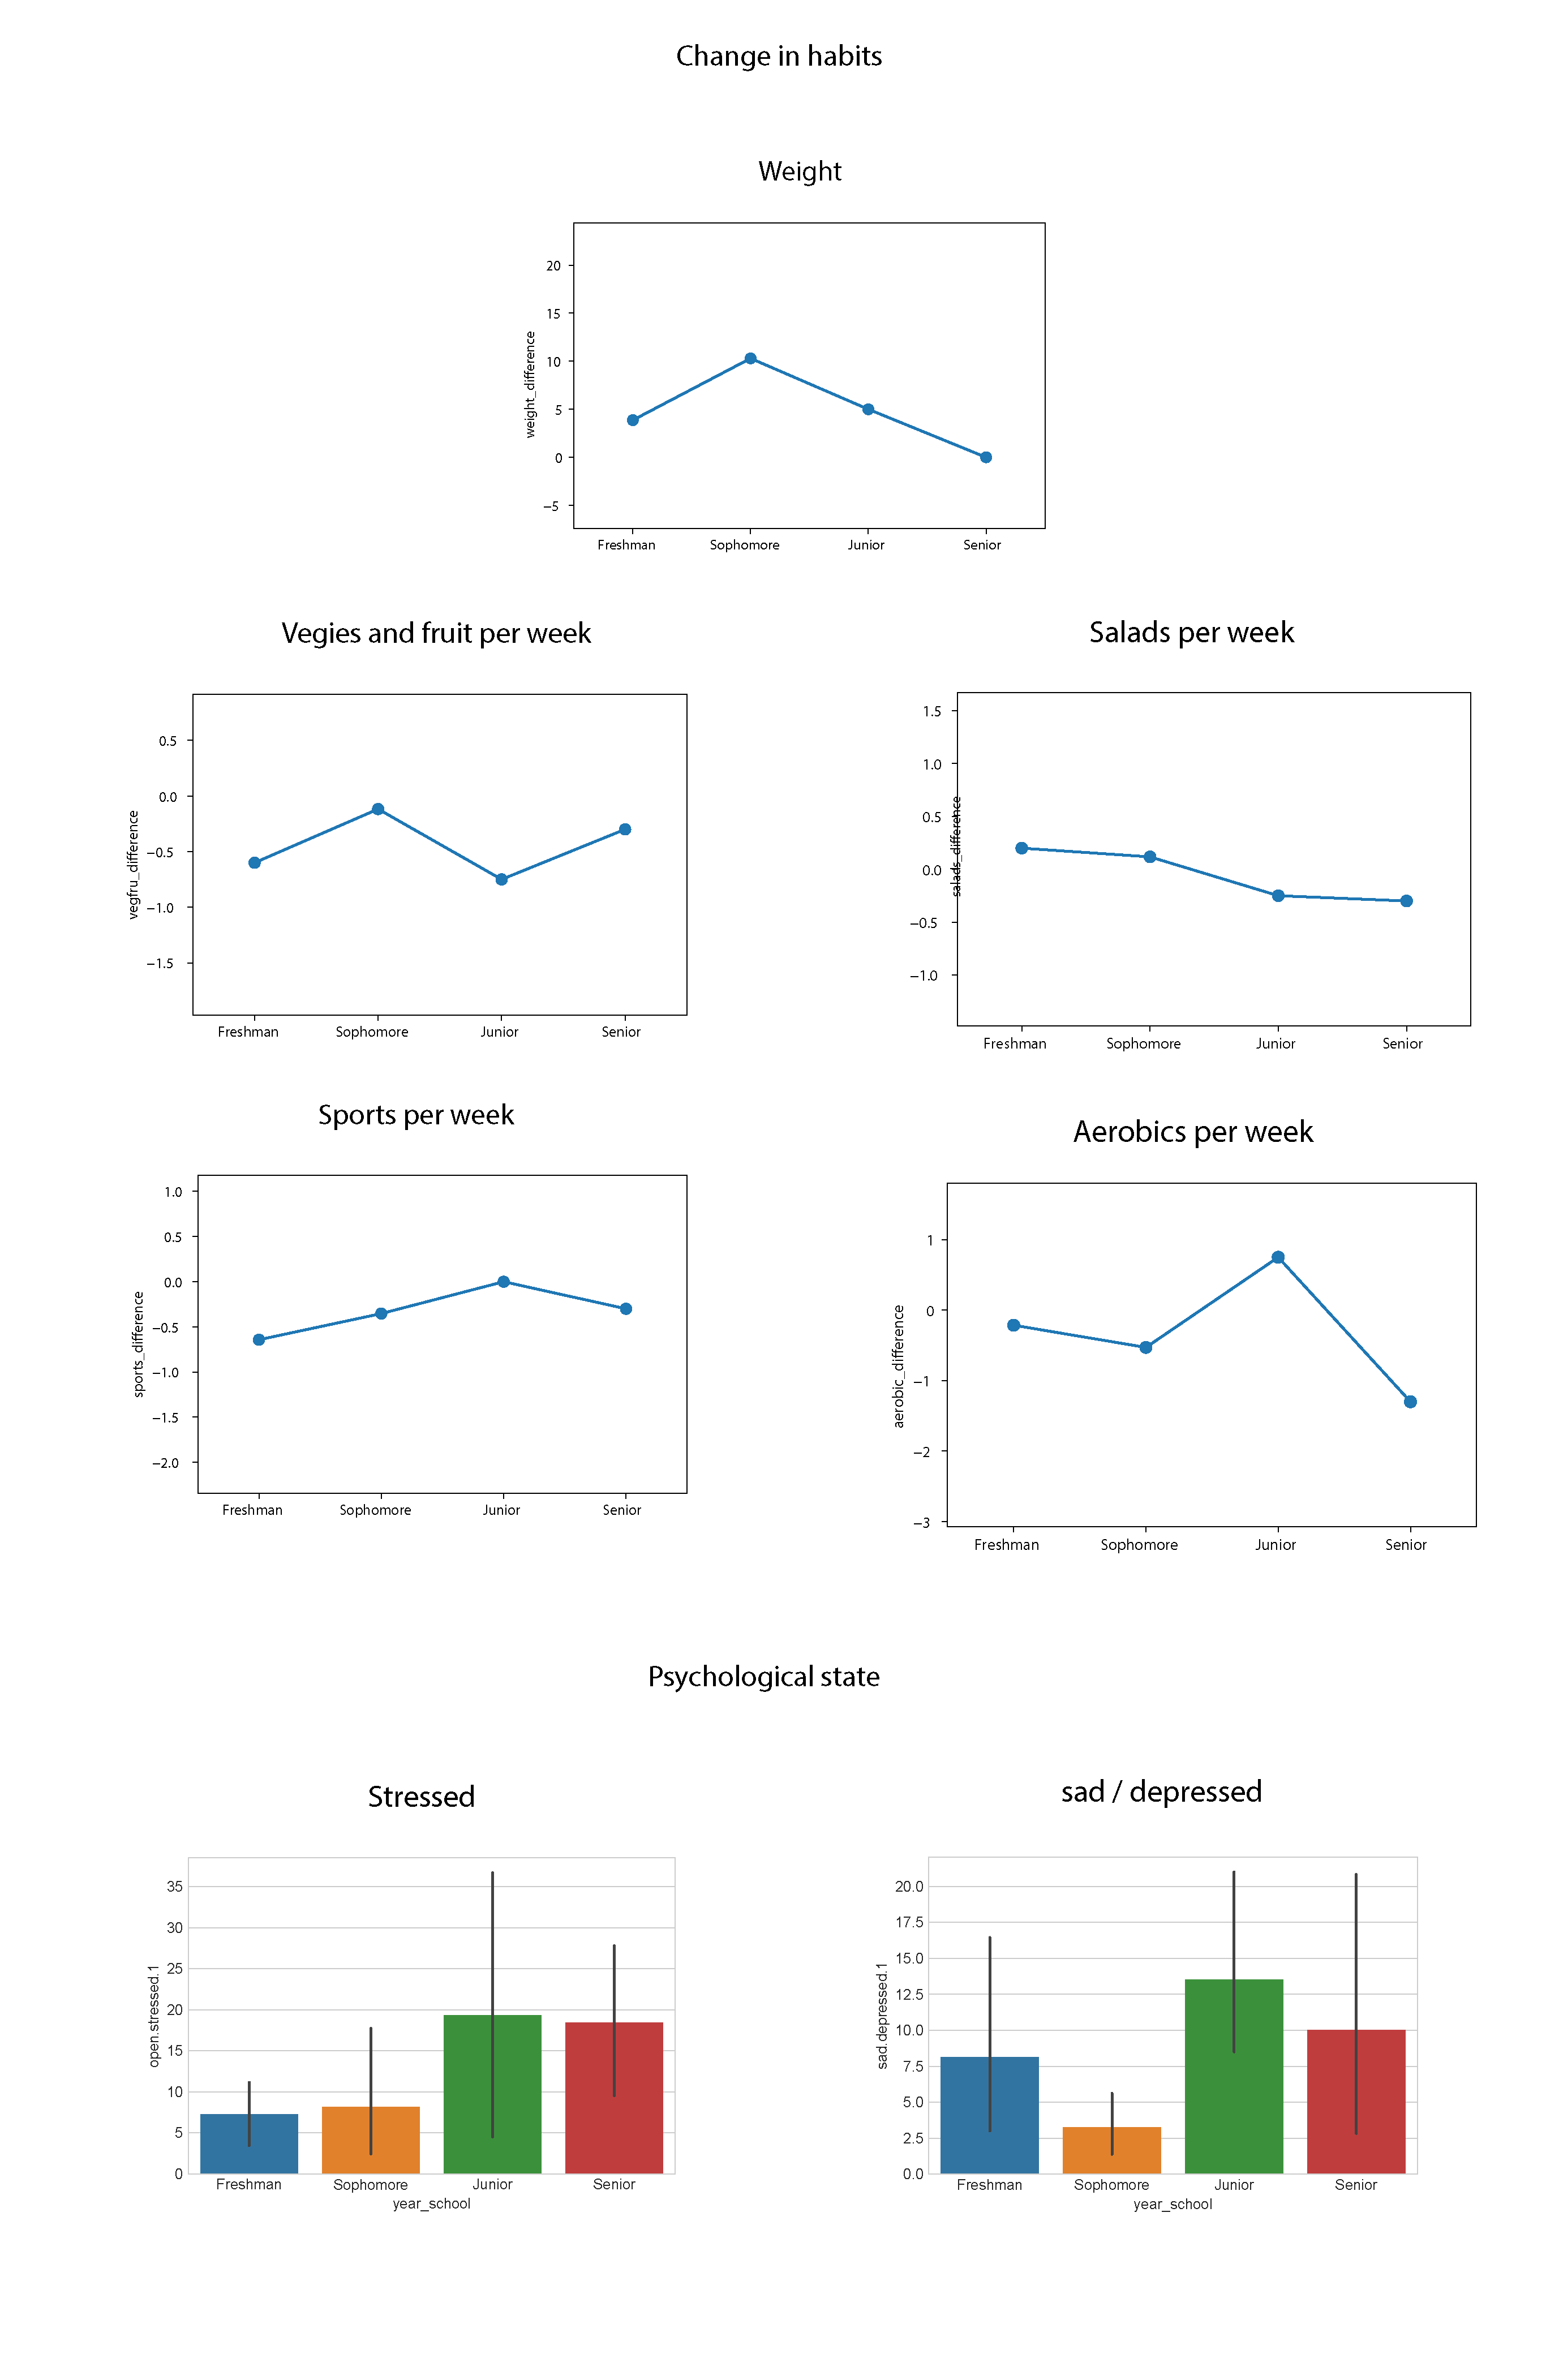 Change in habits
Weight
20
15
10
5
0
−5
weight_difference
Freshman Sophomore Junior Senior
Vegies and fruit per week
0.5
0.0
−0.5
−1.0
−1.5
vegfru_difference
Freshman Sophomore Junior Senior
Salads per week
1.5
1.0
0.5
0.0
−0.5
−1.0
salads_difference
Freshman Sophomore Junior Senior
Sports per week
1.0
0.5
0.0
−0.5
−1.0
−1.5
−2.0
sports_difference
Freshman Sophomore Junior Senior
Aerobics per week
1
0
−1
−2
−3
aerobic_difference
Freshman Sophomore Junior Senior
Psychological state
Stressed
35
30
25
20
15
10
5
0
open.stressed.1
Freshman Sophomore Junior Senior
year_school
sad / depressed
20.0
17.5
15.0
12.5
10.0
7.5
5.0
2.5
0.0
sad.depressed.1
Freshman Sophomore Junior Senior
year_school